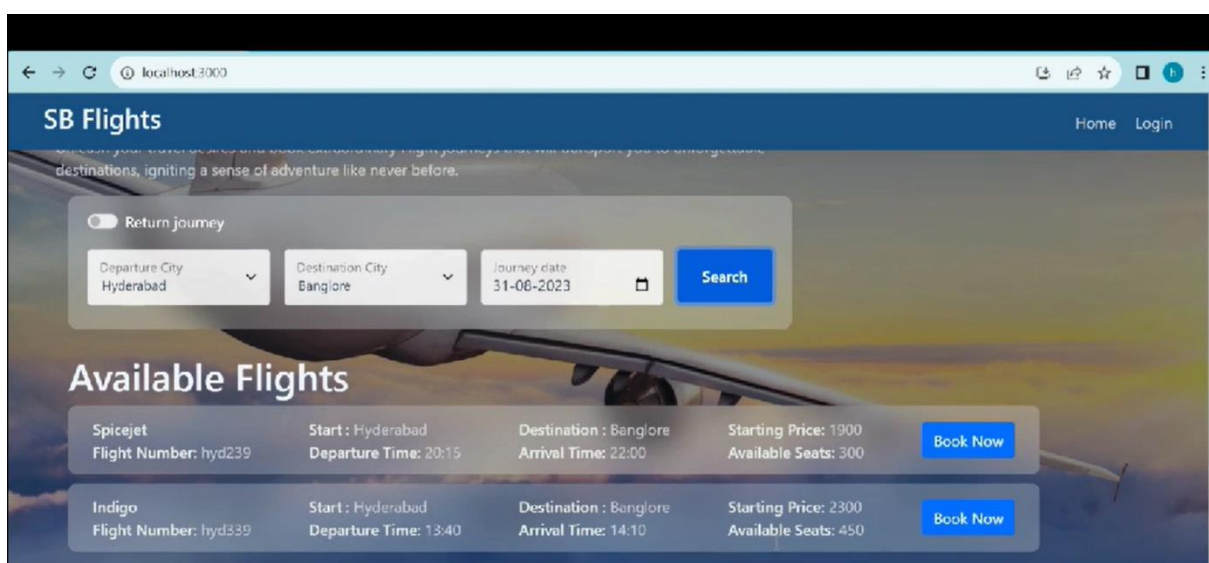 localhost:3000
SB Flights
Home Login
destinations, igniting a sense of adventure like never before.
Return journey
Departure City
Hyderabad
Destination City
Banglore
Journey date
31-08-2023
Search
Available Flights
Spicejet Start : Hyderabad Destination : Banglore Starting Price: 1900
Flight Number: hyd239 Departure Time: 20:15 Arrival Time: 22:00 Available Seats: 300
Book Now
Indigo Start : Hyderabad Destination : Banglore Starting Price: 2300
Flight Number: hyd339 Departure Time: 13:40 Arrival Time: 14:10 Available Seats: 450
Book Now